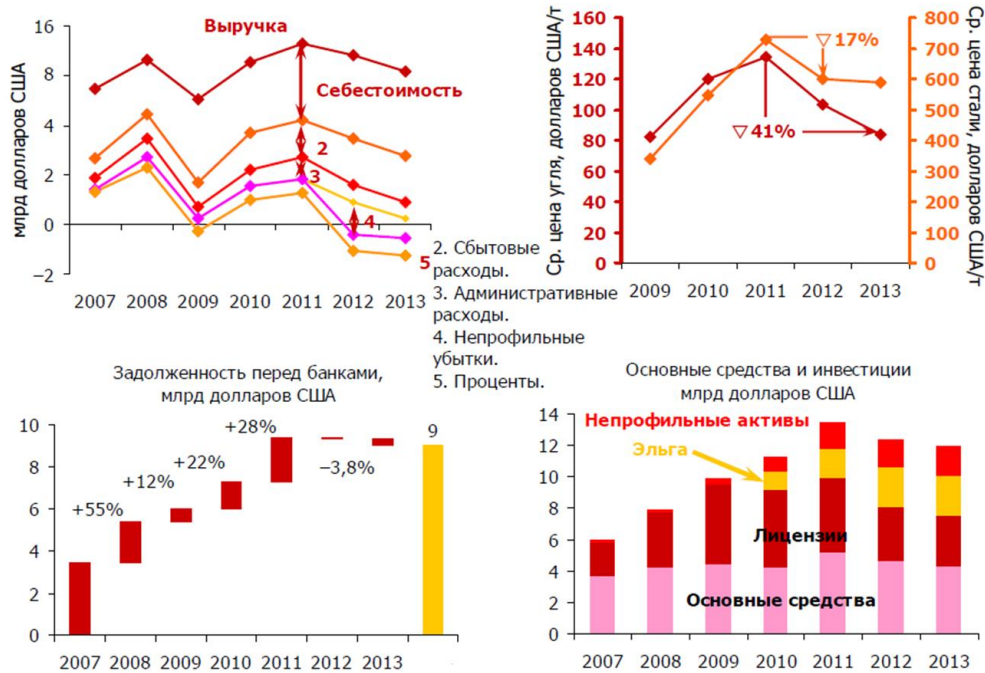 млрд долларов США
16
8
4
2
0
−2
Выручка
Себестоимость
2
3
4
5
2007 2008 2009 2010 2011 2012 2013
2. Сбытовые
расходы.
3. Административные
расходы.
4. Непрофильные
убытки.
5. Проценты.
Ср. цена угля, долларов США/т
160
140
120
100
80
60
40
20
0
▽17%
▽41%
800
700
600
500
400
300
200
100
0
Ср. цена стали, долларов США/т
2009 2010 2011 2012 2013
Задолженность перед банками,
млрд долларов США
10
8
6
4
2
0
+55%
+12%
+22%
+28%
−3,8%
9
2007 2008 2009 2010 2011 2012 2013
Основные средства и инвестиции
млрд долларов США
14
12
10
8
6
4
2
0
Непрофильные активы
Эльга
Лицензии
Основные средства
2007 2008 2009 2010 2011 2012 2013